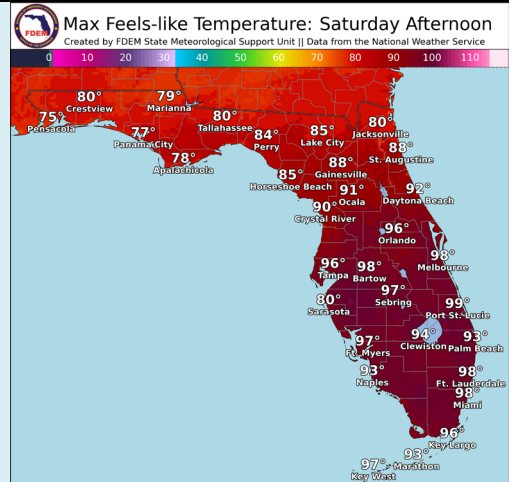 Max Feels-like Temperature: Saturday Afternoon
Created by FDEM State Meteorological Support Unit || Data from the National Weather Service
FDEM
0 10 20 30 40 50 60 70 80 90 100 110
80°
Crestview
79°
Marianna
75°
Pensacola
77°
Panama City
80°
Tallahassee
78°
Apalachicola
84°
Perry
85°
Lake City
80°
Jacksonville
88°
St. Augustine
88°
Gainesville
85°
Horseshoe Beach
91°
Ocala
92°
Daytona Beach
90°
Crystal River
96°
Orlando
98°
Melbourne
96°
Tampa
98°
Bartow
97°
Sebring
80°
Sarasota
99°
Port St. Lucie
94°
Clewiston
93°
Palm Beach
97°
Ft. Myers
93°
Naples
98°
Ft. Lauderdale
98°
Miami
96°
Key Largo
93°
Marathon
97°
Key West